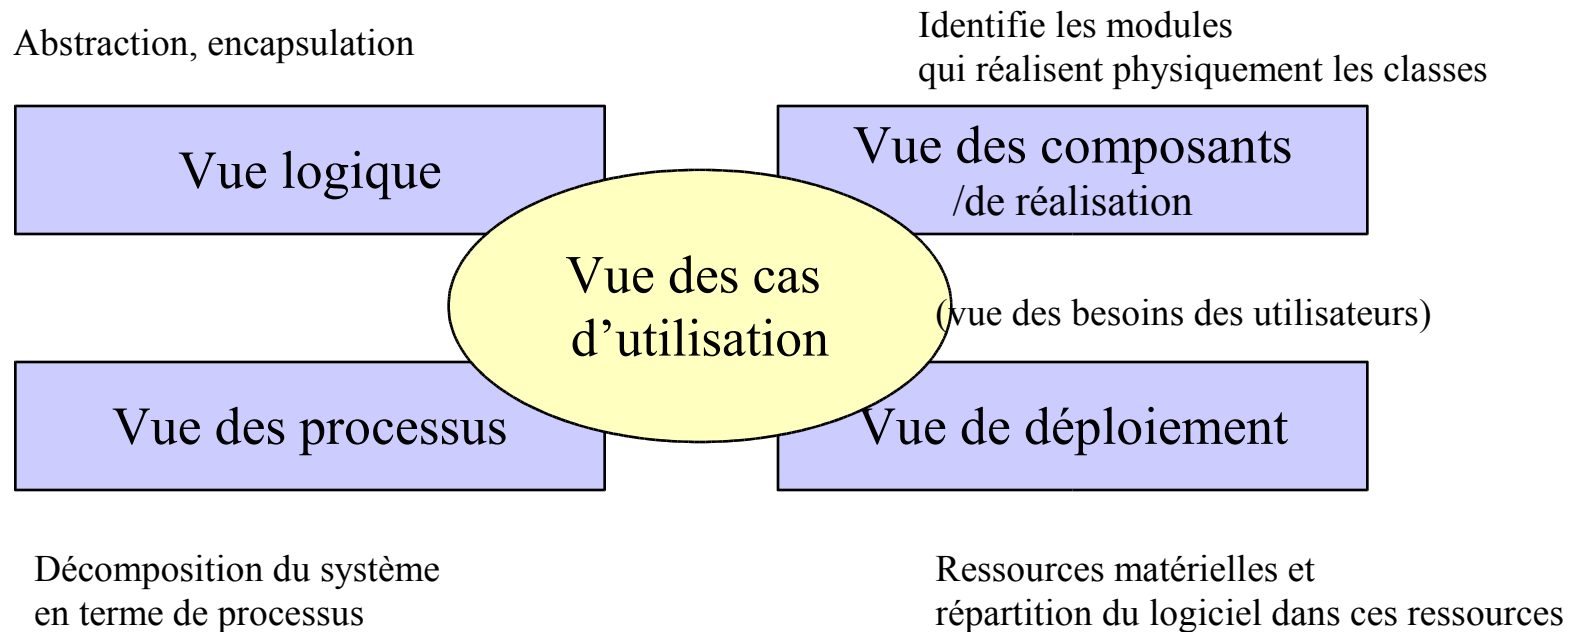 Abstraction, encapsulation
Identifie les modules
qui réalisent physiquement les classes
Vue logique
Vue des composants
/de réalisation
Vue des cas
d’utilisation
(vue des besoins des utilisateurs)
Vue des processus
Vue de déploiement
Décomposition du système
en terme de processus
Ressources matérielles et
répartition du logiciel dans ces ressources